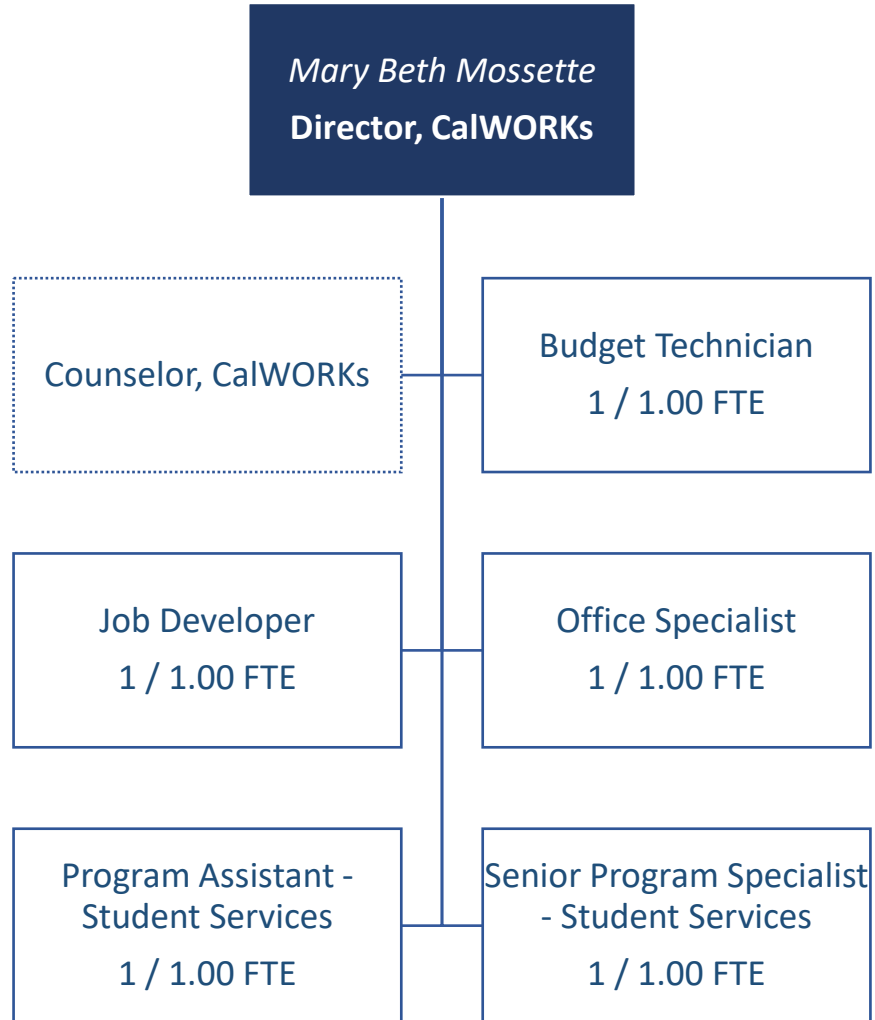 Mary Beth Mossette
Director, CalWORKs
Counselor, CalWORKs
Budget Technician
1 / 1.00 FTE
Job Developer
1 / 1.00 FTE
Office Specialist
1 / 1.00 FTE
Program Assistant -
Student Services
1 / 1.00 FTE
Senior Program Specialist
- Student Services
1 / 1.00 FTE